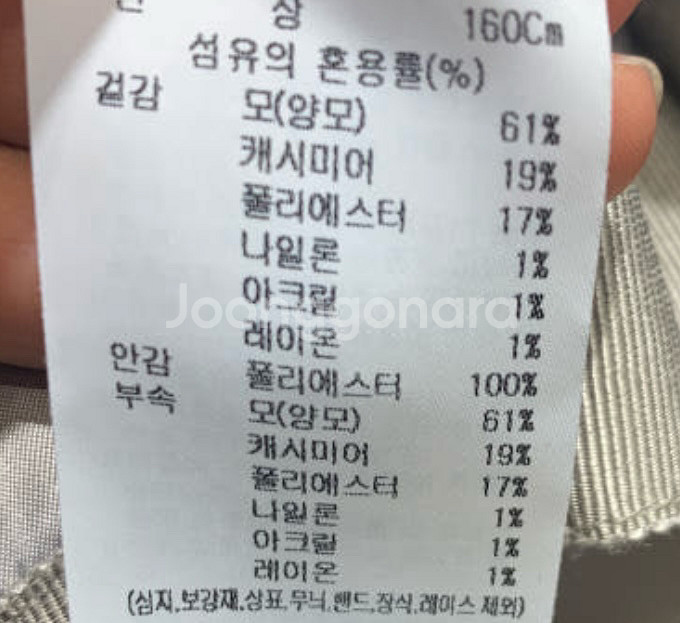 상 160Cm
섬유의 혼용률(%)
겉감 모(양모) 61%
캐시미어 19%
폴리에스터 17%
나일론 1%
아크릴 1%
레이온 1%
안감 폴리에스터 100%
부속 모(양모) 61%
캐시미어 19%
폴리에스터 17%
나일론 1%
아크릴 1%
레이온 1%
(심지,보강재,상표,무늬,밴드,장식,레이스 제외)
Joonggonara